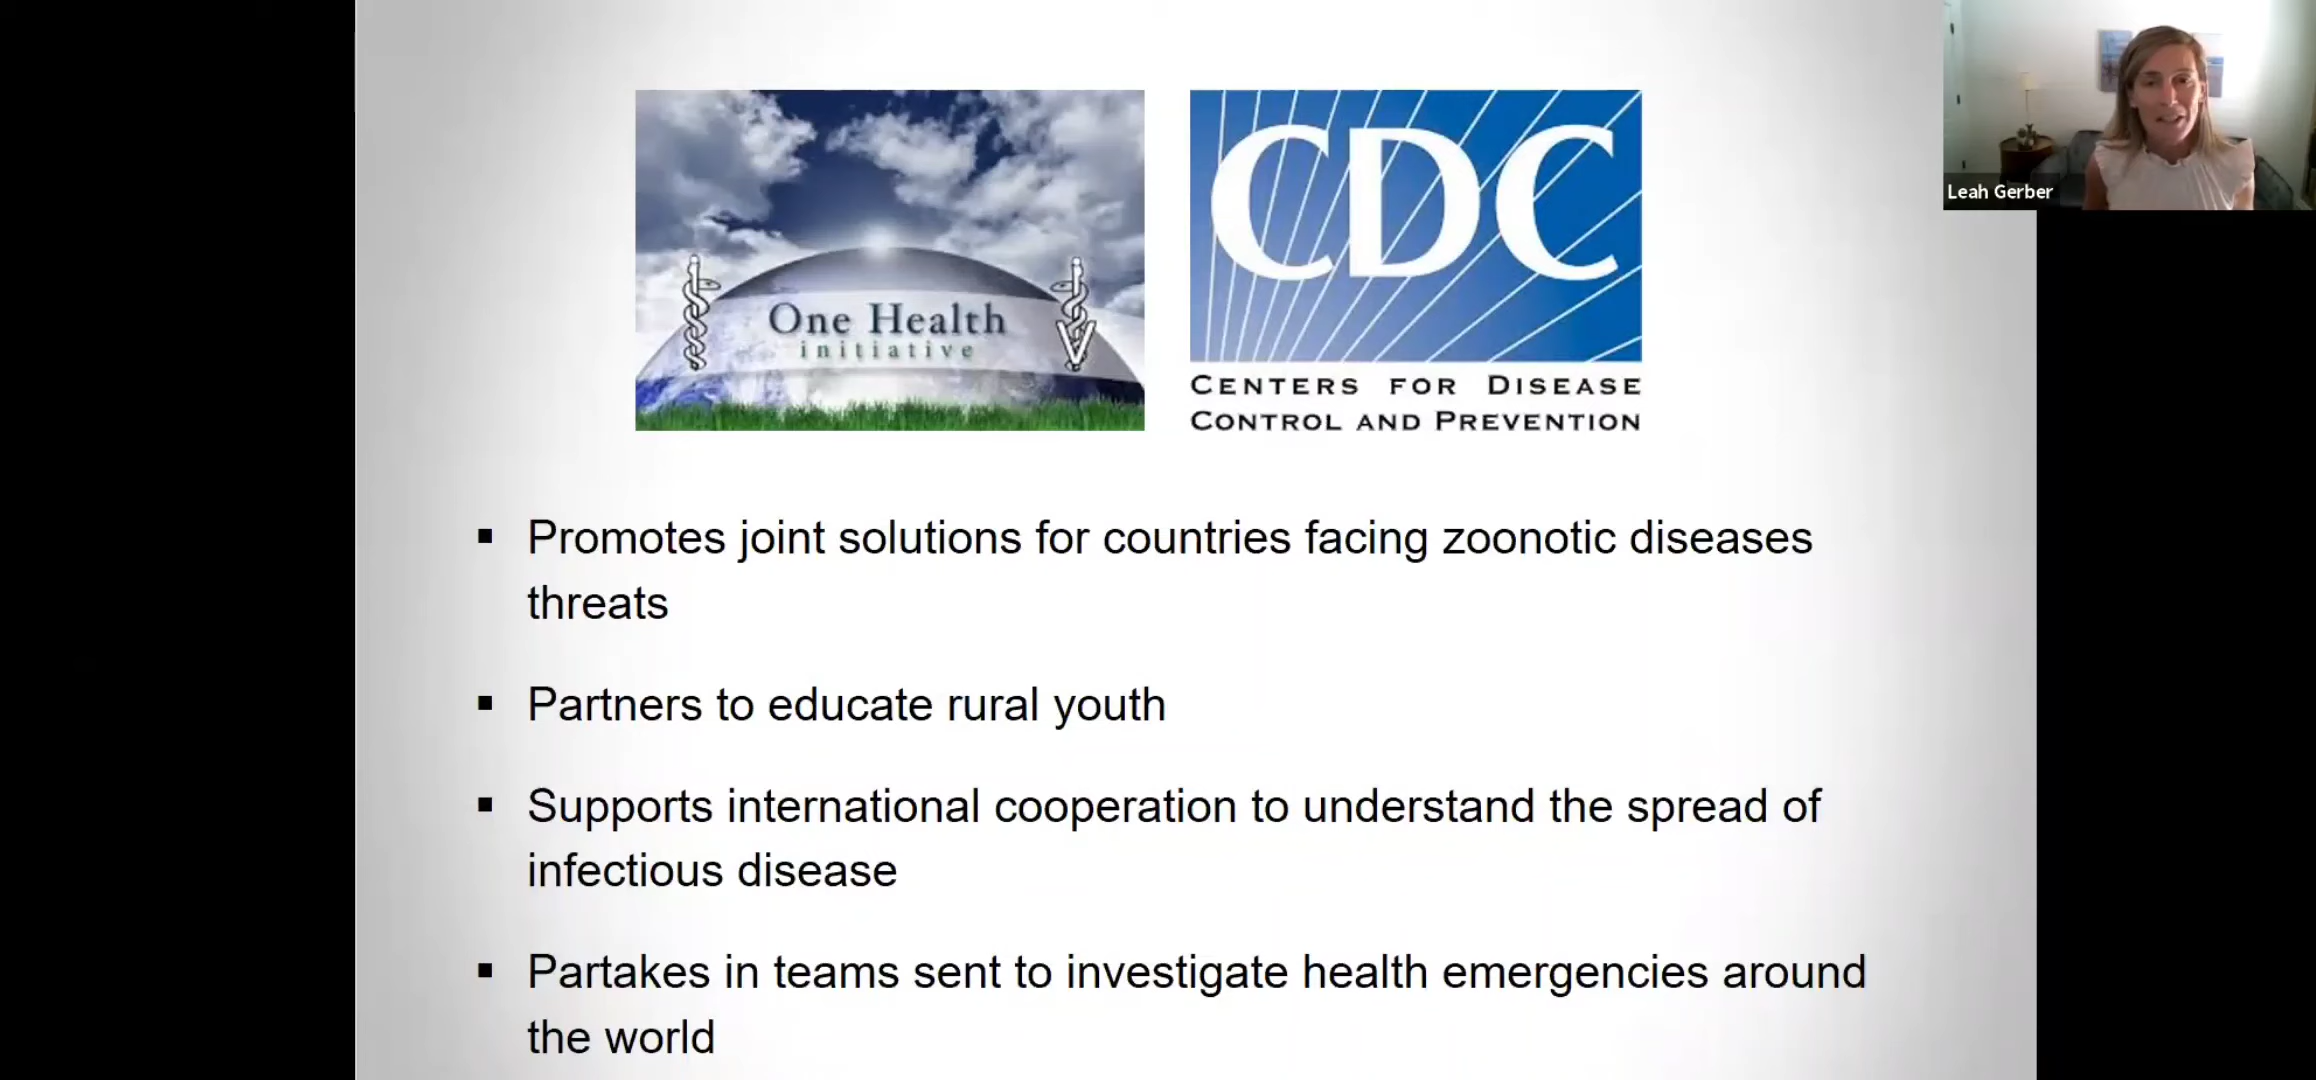 One Health
initiative
CDC
CENTERS FOR DISEASE
CONTROL AND PREVENTION
Leah Gerber
▪ Promotes joint solutions for countries facing zoonotic diseases
threats
▪ Partners to educate rural youth
▪ Supports international cooperation to understand the spread of
infectious disease
▪ Partakes in teams sent to investigate health emergencies around
the world